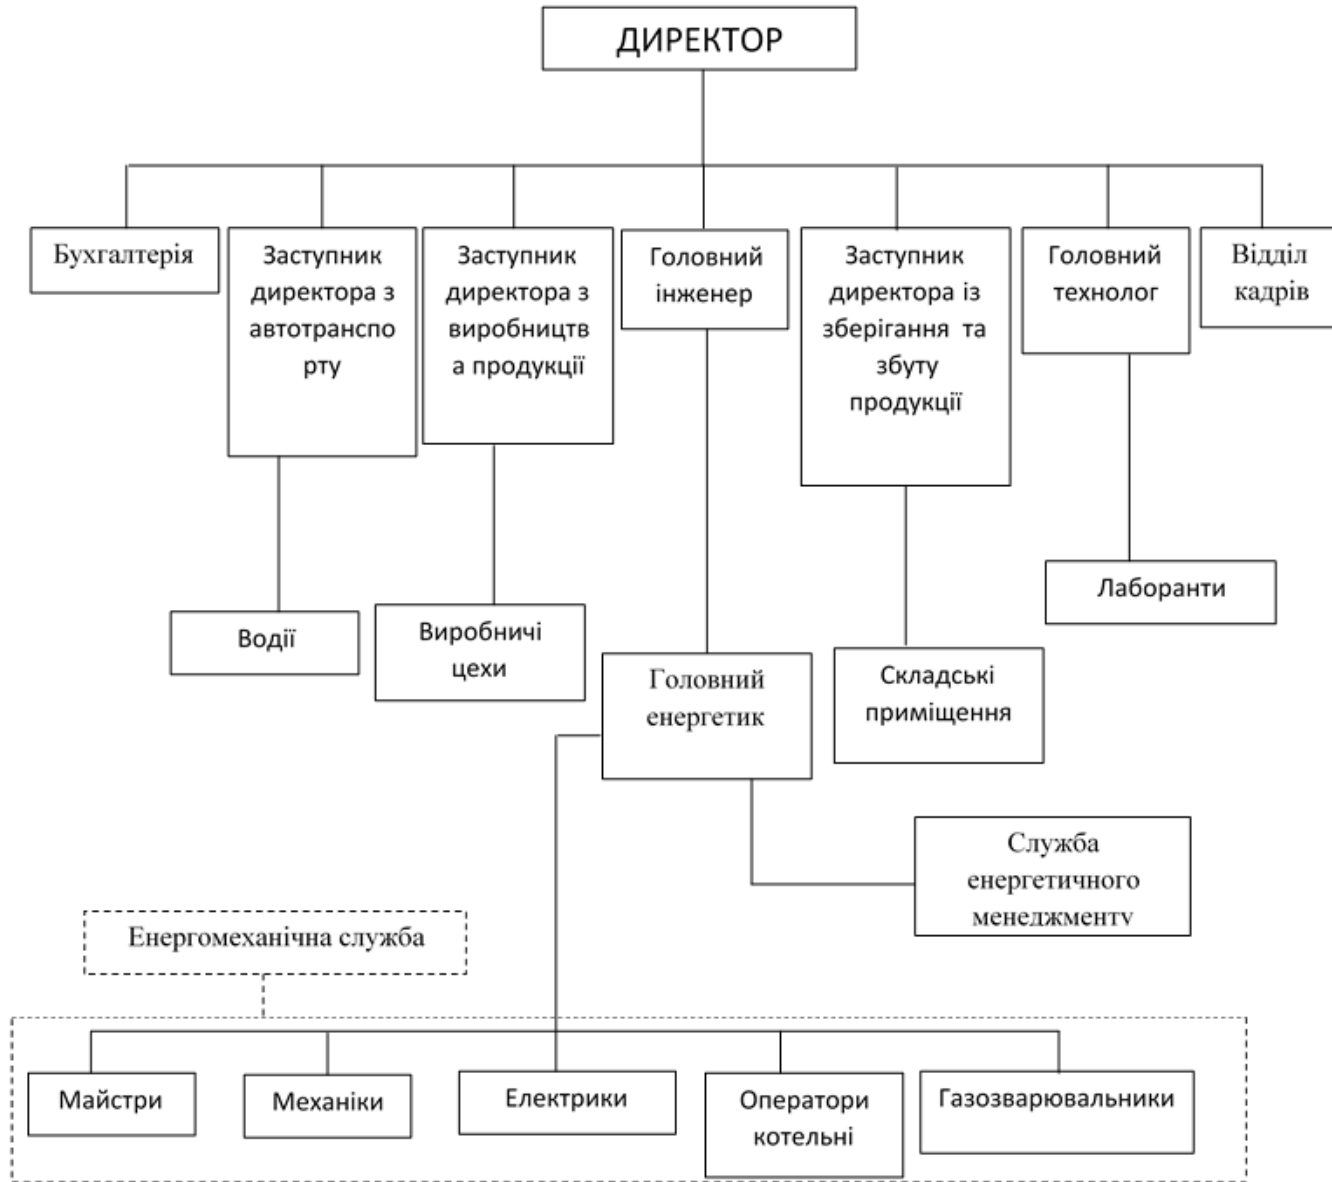 ДИРЕКТОР
Бухгалтерія
Заступник
директора з
автотранспо
рту
Заступник
директора з
виробництв
а продукції
Головний
інженер
Заступник
директора із
зберігання та
збуту
продукції
Головний
технолог
Відділ
кадрів
Водії
Виробничі
цехи
Головний
енергетик
Складські
приміщення
Лаборанти
Служба
енергетичного
менеджменту
Енергомеханічна служба
Майстри
Механіки
Електрики
Оператори
котельні
Газозварювальники